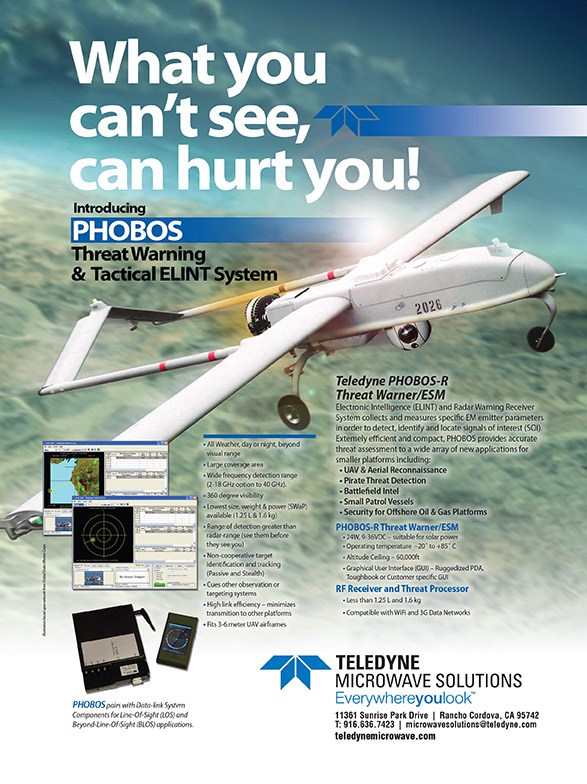 What you
can't see,
can hurt you!
Introducing
PHOBOS
Threat Warning
& Tactical ELINT System
2026
Teledyne PHOBOS-R
Threat Warner/ESM
Electronic Intelligence (ELINT) and Radar Warning Receiver
System collects and measures specific EM emitter parameters
in order to detect, identify and locate signals of interest (SOI).
Extemely efficient and compact, PHOBOS provides accurate
threat assessment to a wide array of new applications for
smaller platforms including:
• UAV & Aerial Reconnaissance
• Pirate Threat Detection
• Battlefield Intel
• Small Patrol Vessels
• Security for Offshore Oil & Gas Platforms
PHOBOS-R Threat Warner/ESM
• 24W, 9-36VDC – suitable for solar power
• Operating temperature –20˚ to +85˚ C
• Altitude Ceiling – 60,000ft
• Graphical User Interface (GUI) – Ruggedized PDA,
Toughbook or Customer specific GUI
RF Receiver and Threat Processor
• Less than 1.25 L and 1.6 kg
• Compatible with WiFi and 3G Data Networks
• All Weather, day or night, beyond
visual range
• Large coverage area
• Wide frequency detection range
(2-18 GHz option to 40 GHz).
• 360 degree visibility
• Lowest size, weight & power (SWaP)
available (1.25 L & 1.6 kg)
• Range of detection greater than
radar-range (see them before
they see you)
• Non-cooperative target
identification and tracking
(Passive and Stealth)
• Cues other observation or
targeting systems
• High link efficiency – minimizes
transmition to other platforms
• Fits 3-6 meter UAV airframes
PHOBOS pairs with Data-link System
Components for Line-Of-Sight (LOS) and
Beyond-Line-Of-Sight (BLOS) applications.
TELEDYNE
MICROWAVE SOLUTIONS
Everywhereyoulook™
11361 Sunrise Park Drive | Rancho Cordova, CA 95742
T: 916.636.7423 | microwavesolutions@teledyne.com
teledynemicrowave.com